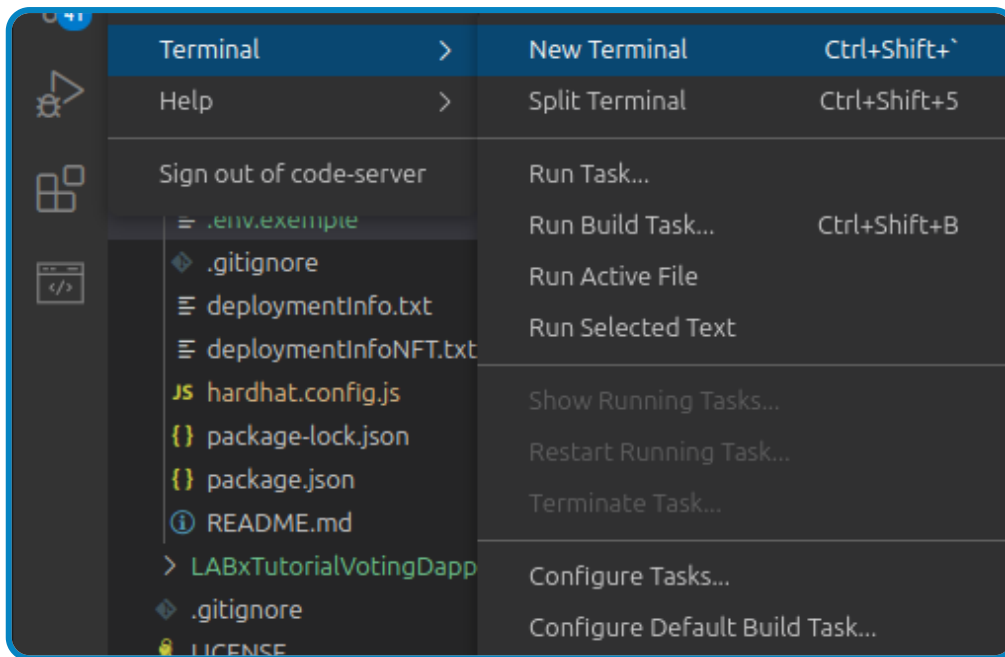 41
Terminal
Help
Sign out of code-server
.env.exemple
.gitignore
deploymentInfo.txt
deploymentInfoNFT.txt
JS hardhat.config.js
{} package-lock.json
{} package.json
README.md
LABxTutorialVotingDapp
.gitignore
LICENSE
New Terminal Ctrl+Shift+`
Split Terminal Ctrl+Shift+5
Run Task...
Run Build Task... Ctrl+Shift+B
Run Active File
Run Selected Text
Show Running Tasks...
Restart Running Task...
Terminate Task...
Configure Tasks...
Configure Default Build Task...